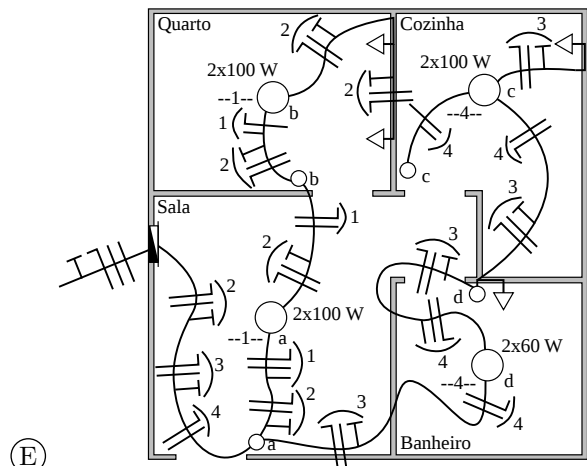 Quarto
Cozinha
2
3
2x100 W
2x100 W
2
--1--
b
c
--4--
1
4
4
2
b
c
Sala
1
3
2
3
2
d
2x100 W
--1--
a
2x60 W
4
--4--
d
3
1
2
4
3
4
a
Banheiro
E